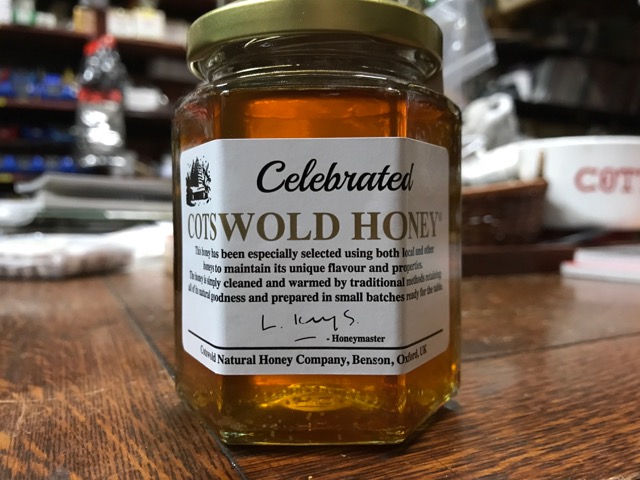 Celebrated
COTSWOLD HONEY®
This honey has been especially selected using both local and other
honeys to maintain its unique flavour and properties.
The honey is simply cleaned and warmed by traditional methods retaining
all of its natural goodness and prepared in small batches ready for the table.
- Honeymaster
Cotswold Natural Honey Company, Benson, Oxford, UK
COT